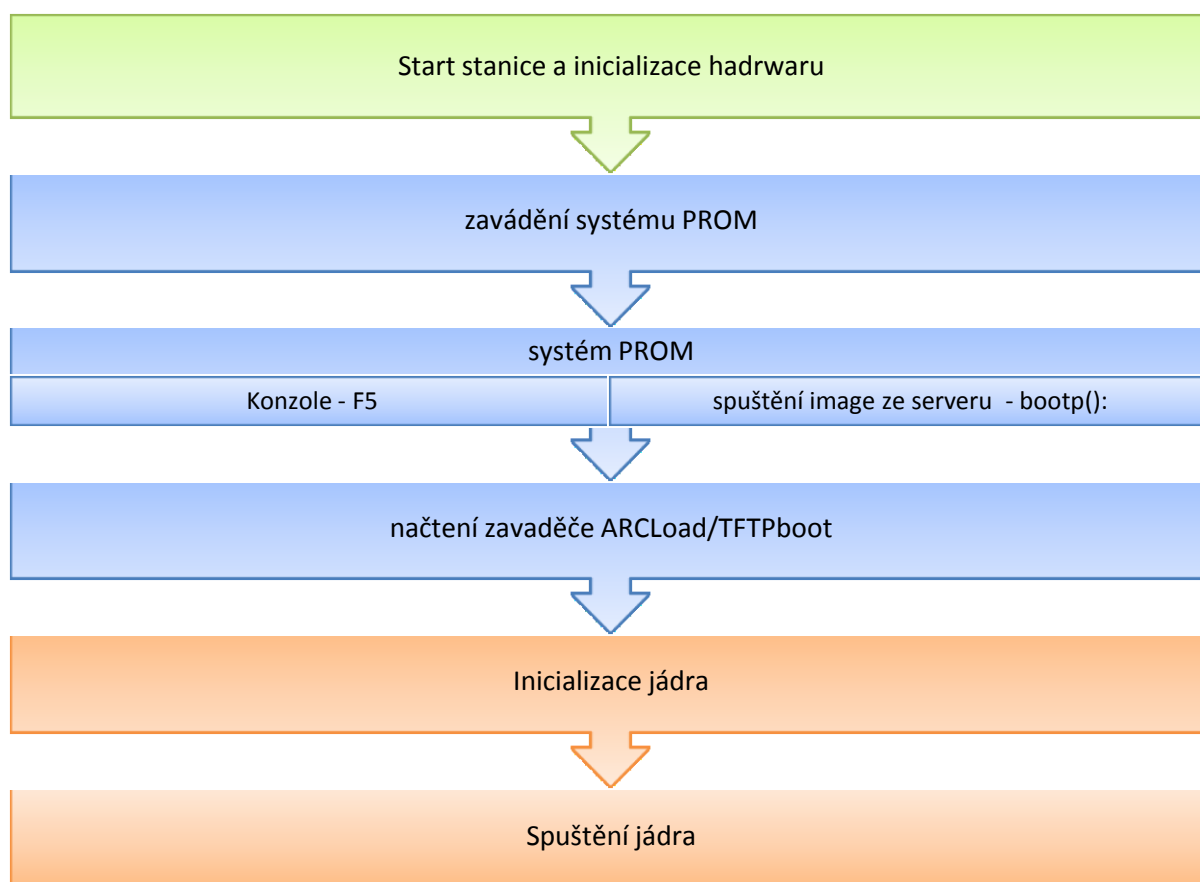 Start stanice a inicializace hadrwaru
zavádění systému PROM
systém PROM
Konzole - F5
spuštění image ze serveru - bootp():
načtení zavaděče ARCLoad/TFTPboot
Inicializace jádra
Spuštění jádra